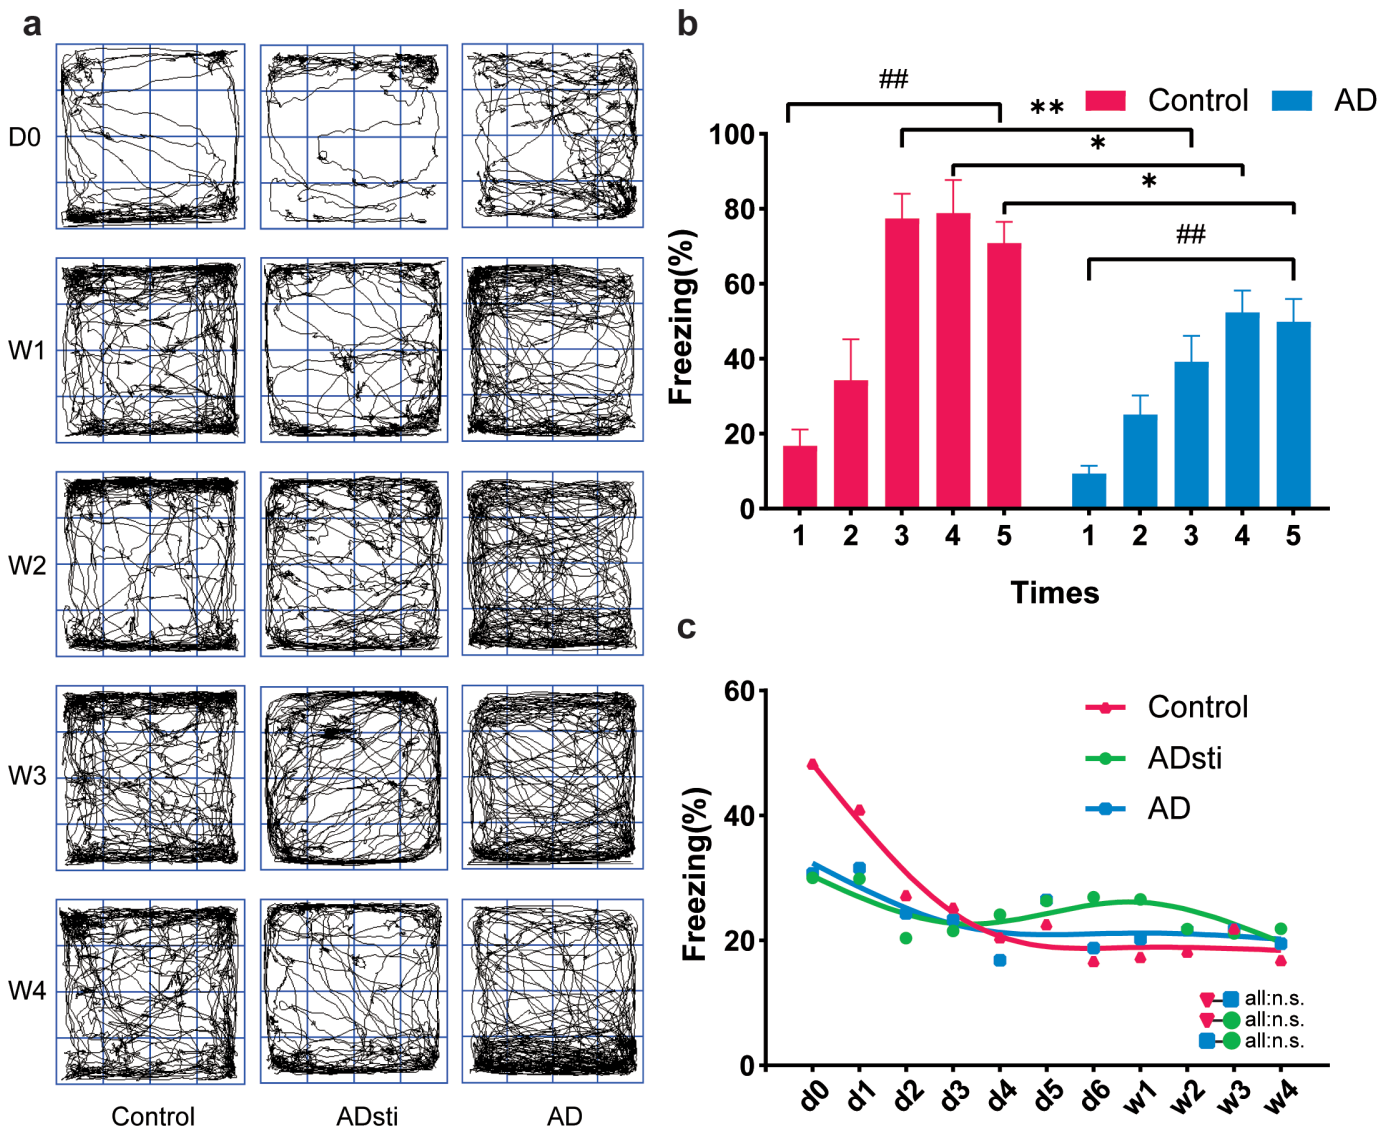 a
D0
W1
W2
W3
W4
Control ADsti AD
b
Control AD
##
**
*
*
##
Freezing(%)
100
80
60
40
20
0
1 2 3 4 5 1 2 3 4 5
Times
c
Freezing(%)
60
40
20
0
Control
ADsti
AD
all:n.s.
all:n.s.
all:n.s.
d0 d1 d2 d3 d4 d5 d6 w1 w2 w3 w4